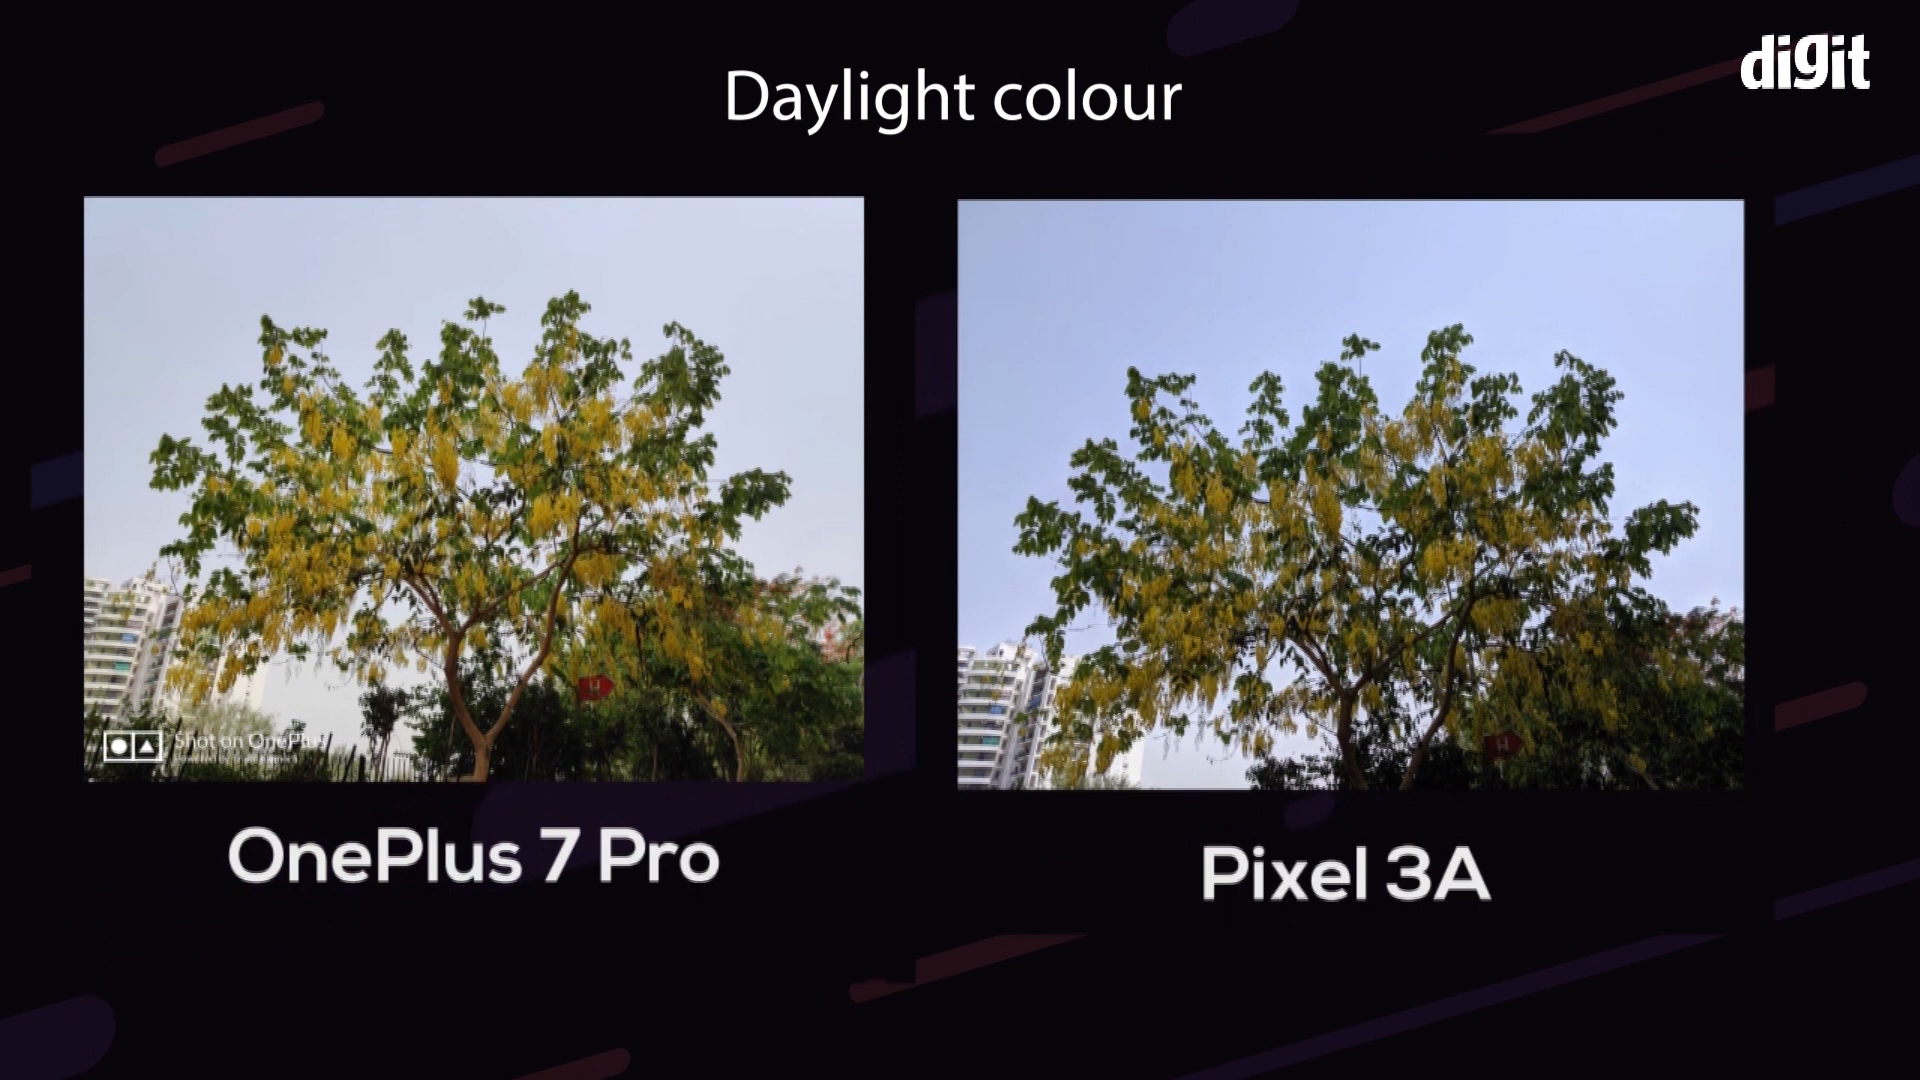 digit
Daylight colour
H
H
Shot on OnePlus
OnePlus 7 Pro
Pixel 3A